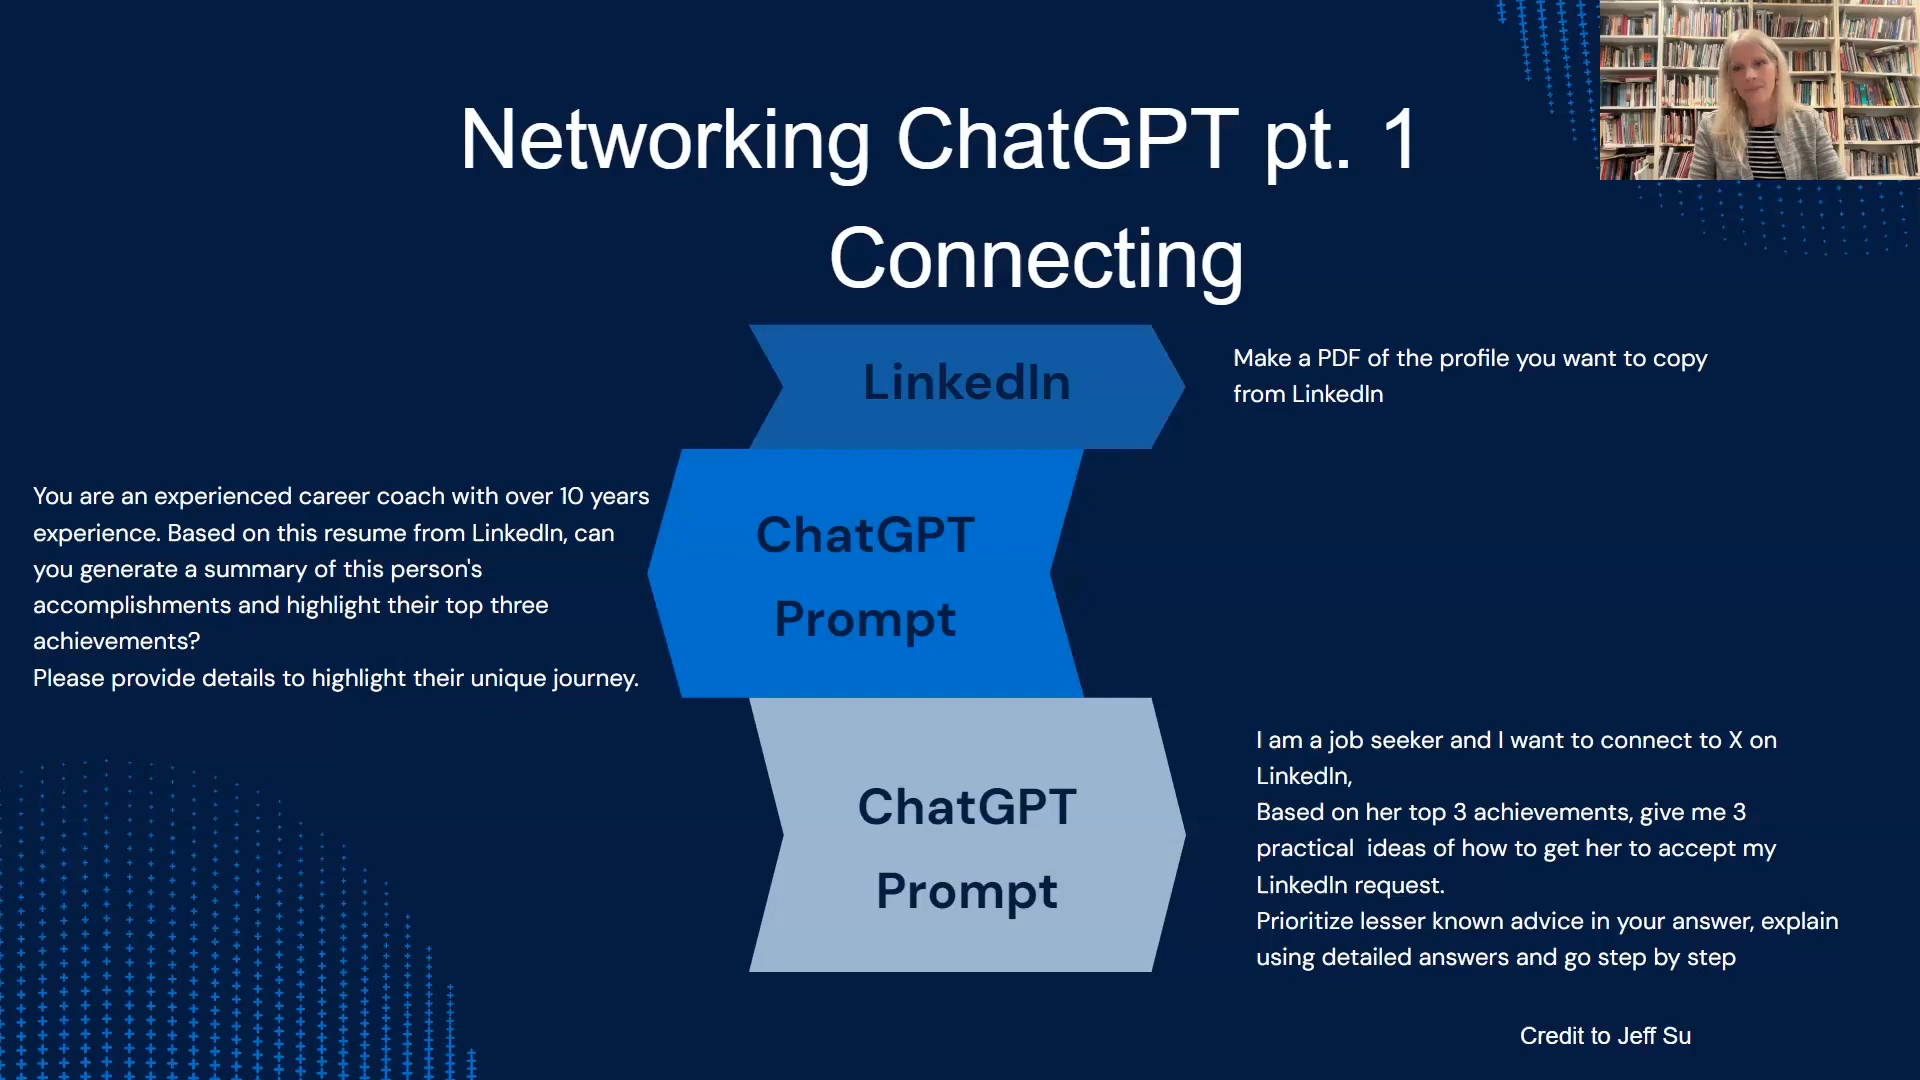 Networking ChatGPT pt. 1
Connecting
LinkedIn
Make a PDF of the profile you want to copy
from LinkedIn
You are an experienced career coach with over 10 years
experience. Based on this resume from LinkedIn, can
you generate a summary of this person's
accomplishments and highlight their top three
achievements?
Please provide details to highlight their unique journey.
ChatGPT
Prompt
ChatGPT
Prompt
I am a job seeker and I want to connect to X on
LinkedIn,
Based on her top 3 achievements, give me 3
practical  ideas of how to get her to accept my
LinkedIn request.
Prioritize lesser known advice in your answer, explain
using detailed answers and go step by step
Credit to Jeff Su